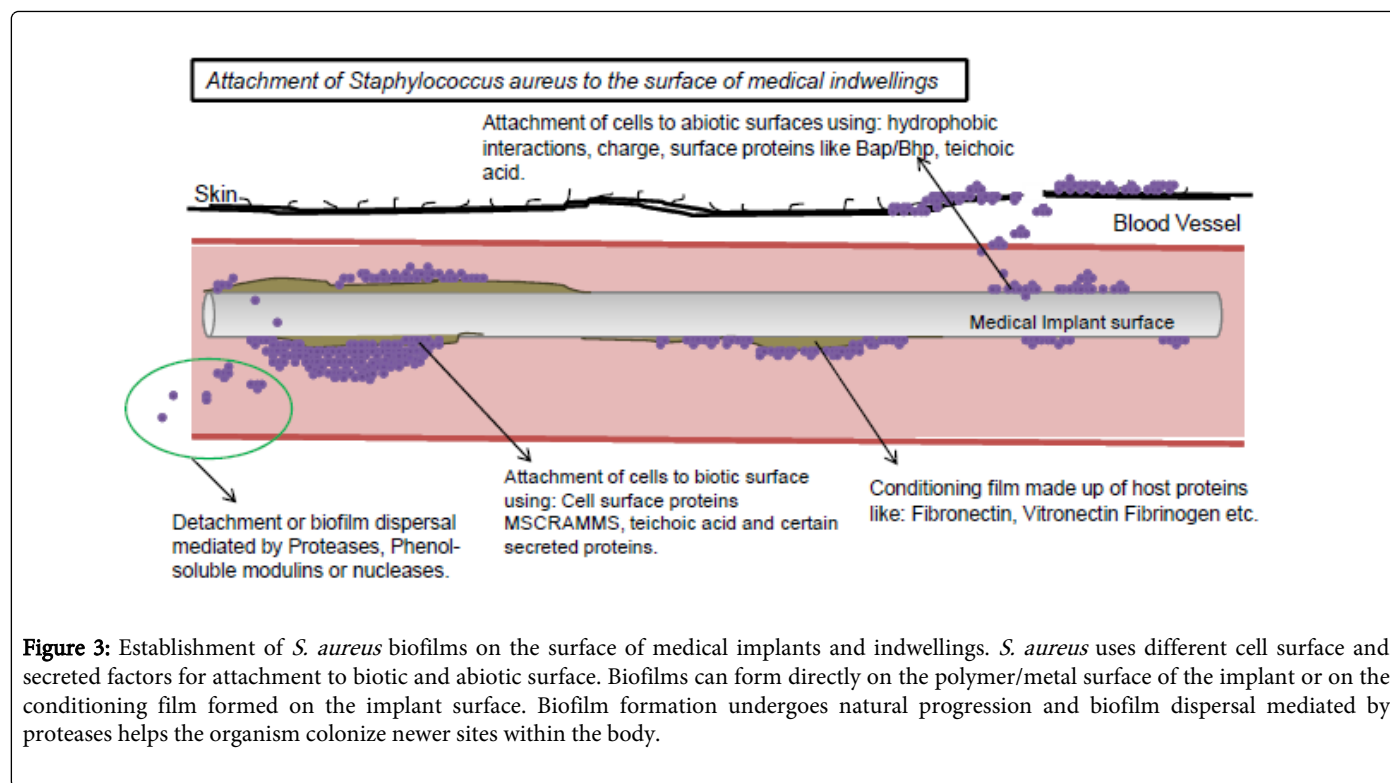 Attachment of Staphylococcus aureus to the surface of medical indwellings
Attachment of cells to abiotic surfaces using: hydrophobic
interactions, charge, surface proteins like Bap/Bhp, teichoic
acid.
Skin
Blood Vessel
Medical Implant surface
Detachment or biofilm dispersal
mediated by Proteases, Phenol-
soluble modulins or nucleases.
Attachment of cells to biotic surface
using: Cell surface proteins
MSCRAMMS, teichoic acid and certain
secreted proteins.
Conditioning film made up of host proteins
like: Fibronectin, Vitronectin Fibrinogen etc.
Figure 3: Establishment of S. aureus biofilms on the surface of medical implants and indwellings. S. aureus uses different cell surface and
secreted factors for attachment to biotic and abiotic surface. Biofilms can form directly on the polymer/metal surface of the implant or on the
conditioning film formed on the implant surface. Biofilm formation undergoes natural progression and biofilm dispersal mediated by
proteases helps the organism colonize newer sites within the body.